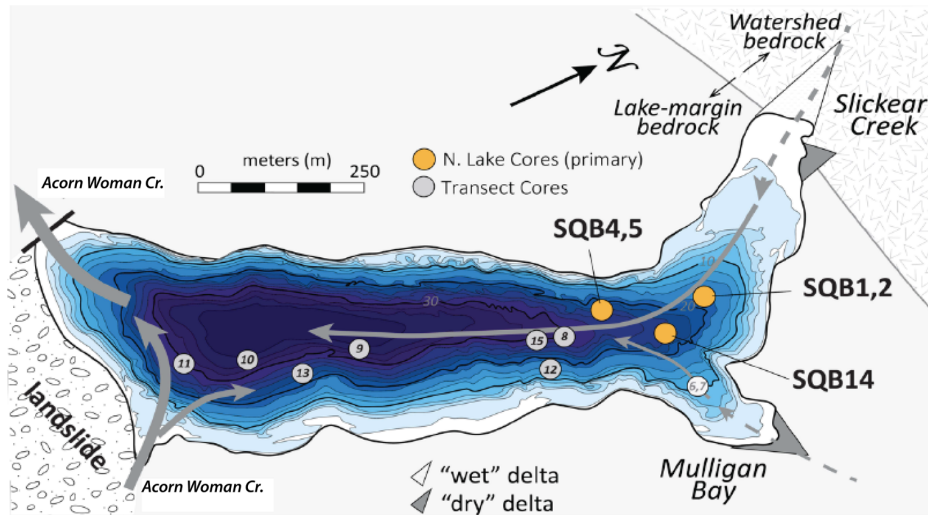 Watershed
bedrock
Lake-margin
bedrock
Slickear
Creek
N
meters (m)
0
250
N. Lake Cores (primary)
Transect Cores
Acorn Woman Cr.
SQB4,5
SQB1,2
SQB14
10
20
30
11
10
13
9
15
8
12
6,7
landslide
Acorn Woman Cr.
"wet" delta
"dry" delta
Mulligan
Bay